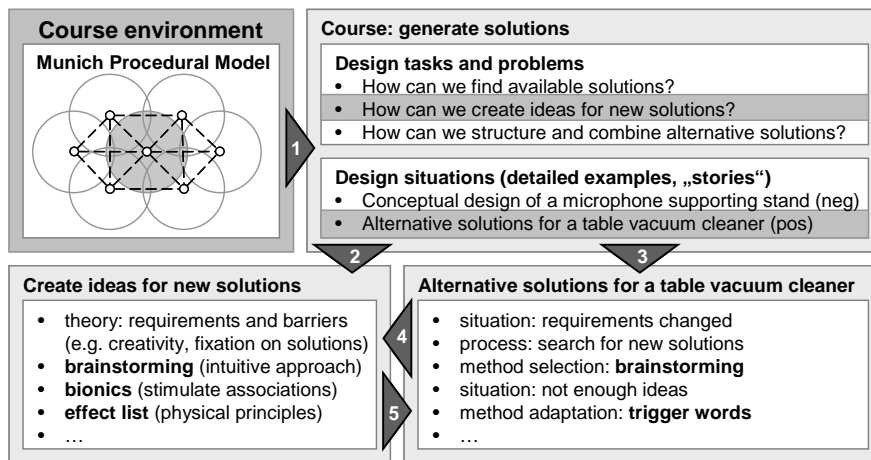 Course environment
Munich Procedural Model
1
Course: generate solutions
Design tasks and problems
• How can we find available solutions?
• How can we create ideas for new solutions?
• How can we structure and combine alternative solutions?
Design situations (detailed examples, „stories“)
• Conceptual design of a microphone supporting stand (neg)
• Alternative solutions for a table vacuum cleaner (pos)
2
3
Create ideas for new solutions
• theory: requirements and barriers
(e.g. creativity, fixation on solutions)
• brainstorming (intuitive approach)
• bionics (stimulate associations)
• effect list (physical principles)
• …
4
5
Alternative solutions for a table vacuum cleaner
• situation: requirements changed
• process: search for new solutions
• method selection: brainstorming
• situation: not enough ideas
• method adaptation: trigger words
• …